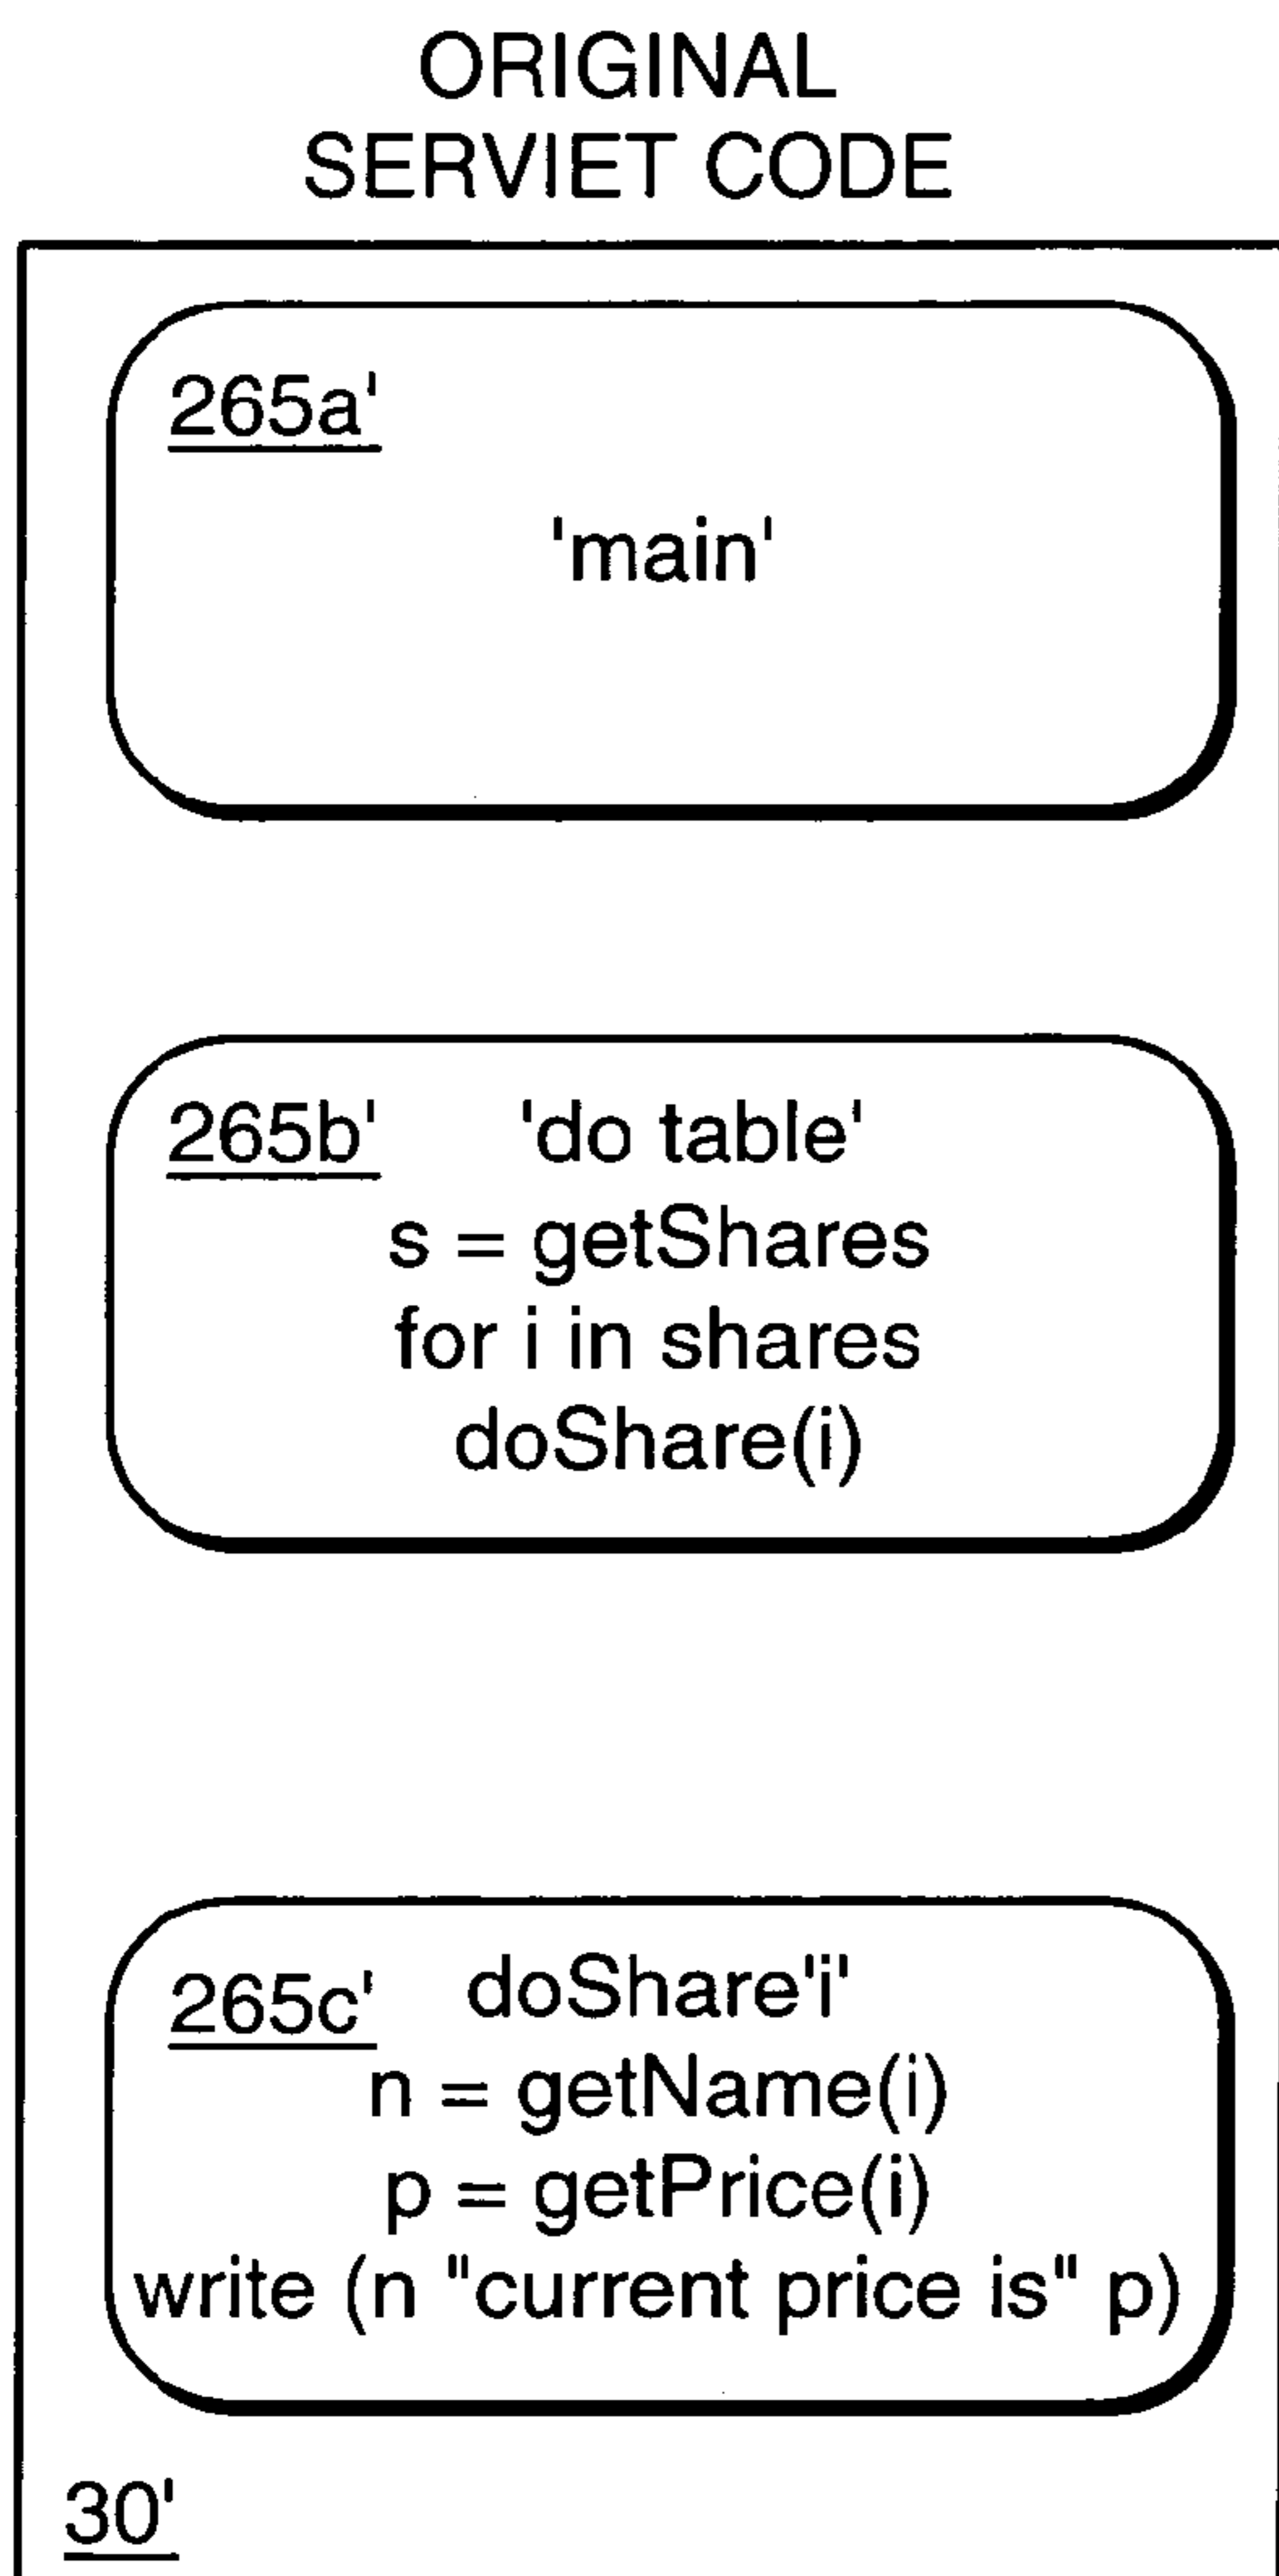 ORIGINAL
SERVIET CODE
265a'
'main'
265b' 'do table'
s = getShares
for i in shares
doShare(i)
265c' doShare'i'
n = getName(i)
p = getPrice(i)
write (n "current price is" p)
30'